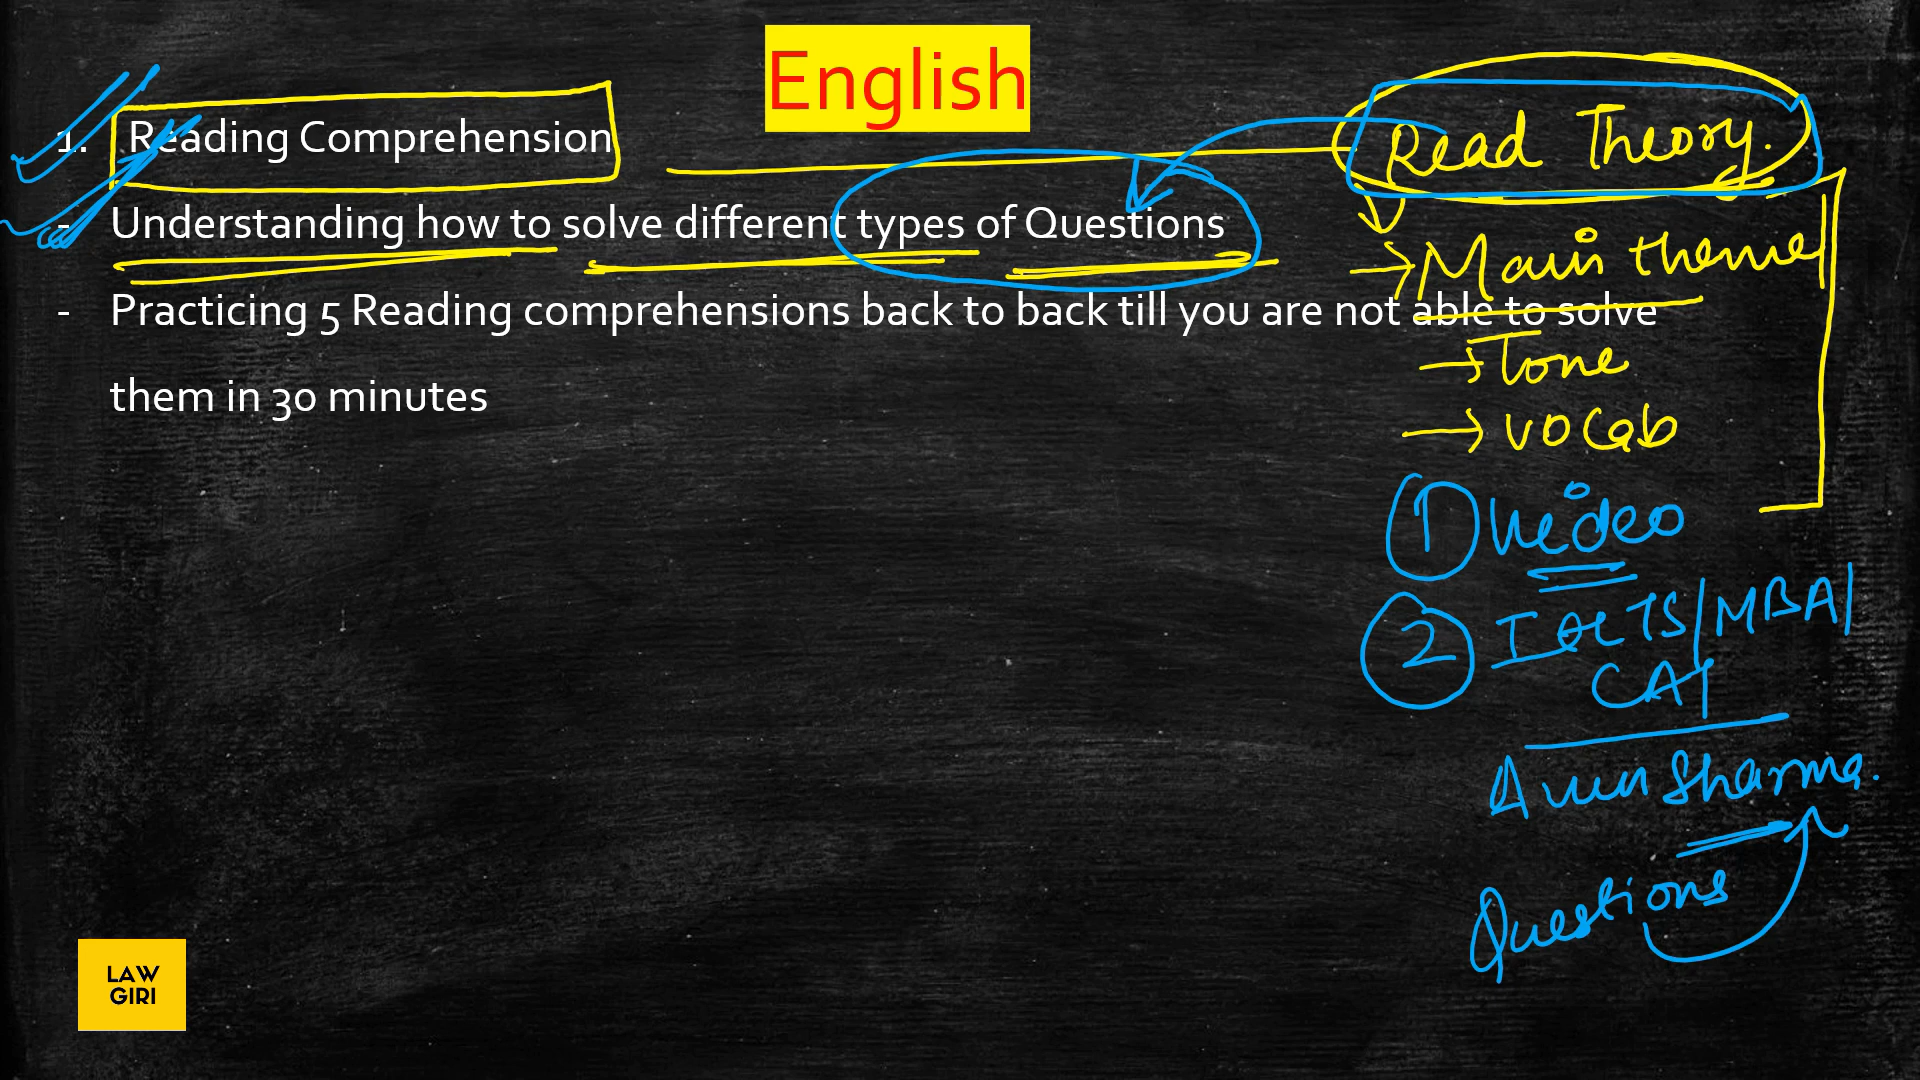 English
1. Reading Comprehension
- Understanding how to solve different types of Questions
- Practicing 5 Reading comprehensions back to back till you are not able to solve
them in 30 minutes
Read Theory.
→ Main theme
→ Tone
→ vocab
1 Video
2 IELTS/MBA/
CAT
Arun Sharma.
Questions
LAW
GIRI